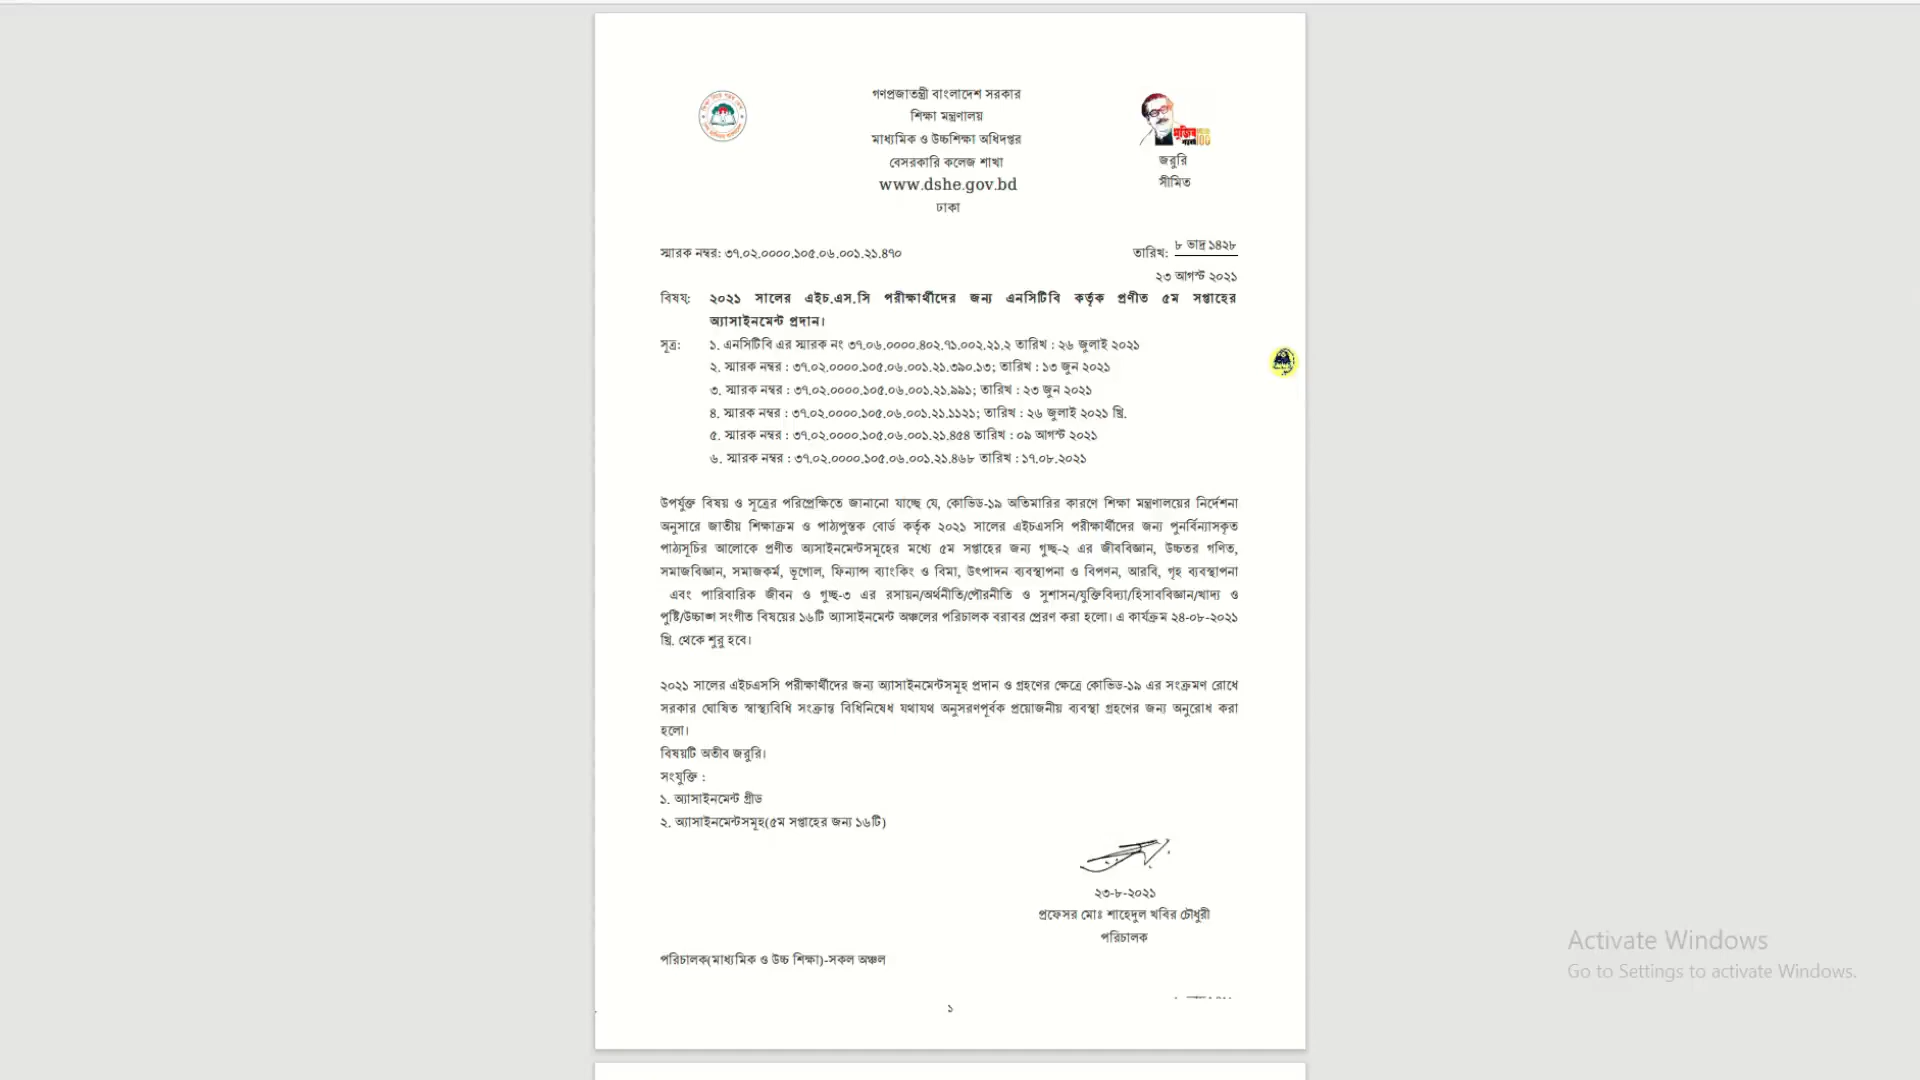 গণপ্রজাতন্ত্রী বাংলাদেশ সরকার
শিক্ষা মন্ত্রণালয়
মাধ্যমিক ও উচ্চশিক্ষা অধিদপ্তর
বেসরকারি কলেজ শাখা
www.dshe.gov.bd
ঢাকা
মুজিব
100
জরুরি
সীমিত
স্মারক নম্বর: ৩৭.০২.০০০০.১০৫.০৬.০০১.২১.৪৭০
তারিখ: ৮ ভাদ্র ১৪২৮
২৩ আগস্ট ২০২১
বিষয়: ২০২১ সালের এইচ.এস.সি পরীক্ষার্থীদের জন্য এনসিটিবি কর্তৃক প্রণীত ৫ম সপ্তাহের
অ্যাসাইনমেন্ট প্রদান।
সূত্র: ১. এনসিটিবি এর স্মারক নং ৩৭.০৬.০০০০.৪০২.৭১.০০২.২১.২ তারিখ : ২৬ জুলাই ২০২১
২. স্মারক নম্বর : ৩৭.০২.০০০০.১০৫.০৬.০০১.২১.৩৯০.১৩; তারিখ : ১৩ জুন ২০২১
৩. স্মারক নম্বর : ৩৭.০২.০০০০.১০৫.০৬.০০১.২১.৯৯১; তারিখ : ২৩ জুন ২০২১
৪. স্মারক নম্বর : ৩৭.০২.০০০০.১০৫.০৬.০০১.২১.১১২১; তারিখ : ২৬ জুলাই ২০২১ খ্রি.
৫. স্মারক নম্বর : ৩৭.০২.০০০০.১০৫.০৬.০০১.২১.৪৫৪ তারিখ : ০৯ আগস্ট ২০২১
৬. স্মারক নম্বর : ৩৭.০২.০০০০.১০৫.০৬.০০১.২১.৪৬৮ তারিখ : ১৭.০৮.২০২১
উপর্যুক্ত বিষয় ও সূত্রের পরিপ্রেক্ষিতে জানানো যাচ্ছে যে, কোভিড-১৯ অতিমারির কারণে শিক্ষা মন্ত্রণালয়ের নির্দেশনা
অনুসারে জাতীয় শিক্ষাক্রম ও পাঠ্যপুস্তক বোর্ড কর্তৃক ২০২১ সালের এইচএসসি পরীক্ষার্থীদের জন্য পুনর্বিন্যাসকৃত
পাঠ্যসূচির আলোকে প্রণীত অ্যসাইনমেন্টসমূহের মধ্যে ৫ম সপ্তাহের জন্য গুচ্ছ-২ এর জীববিজ্ঞান, উচ্চতর গণিত,
সমাজবিজ্ঞান, সমাজকর্ম, ভূগোল, ফিন্যান্স ব্যাংকিং ও বিমা, উৎপাদন ব্যবস্থাপনা ও বিপণন, আরবি, গৃহ ব্যবস্থাপনা
এবং পারিবারিক জীবন ও গুচ্ছ-৩ এর রসায়ন/অর্থনীতি/পৌরনীতি ও সুশাসন/যুক্তিবিদ্যা/হিসাববিজ্ঞান/খাদ্য ও
পুষ্টি/উচ্চাঙ্গ সংগীত বিষয়ের ১৬টি অ্যাসাইনমেন্ট অঞ্চলের পরিচালক বরাবর প্রেরণ করা হলো। এ কার্যক্রম ২৪-০৮-২০২১
খ্রি. থেকে শুরু হবে।
২০২১ সালের এইচএসসি পরীক্ষার্থীদের জন্য অ্যাসাইনমেন্টসমূহ প্রদান ও গ্রহণের ক্ষেত্রে কোভিড-১৯ এর সংক্রমণ রোধে
সরকার ঘোষিত স্বাস্থ্যবিধি সংক্রান্ত বিধিনিষেধ যথাযথ অনুসরণপূর্বক প্রয়োজনীয় ব্যবস্থা গ্রহণের জন্য অনুরোধ করা
হলো।
বিষয়টি অতীব জরুরি।
সংযুক্তি :
১. অ্যাসাইনমেন্ট গ্রীড
২. অ্যাসাইনমেন্টসমূহ(৫ম সপ্তাহের জন্য ১৬টি)
২৩-৮-২০২১
প্রফেসর মোঃ শাহেদুল খবির চৌধুরী
পরিচালক
পরিচালক(মাধ্যমিক ও উচ্চ শিক্ষা)-সকল অঞ্চল
১
Activate Windows
Go to Settings to activate Windows.